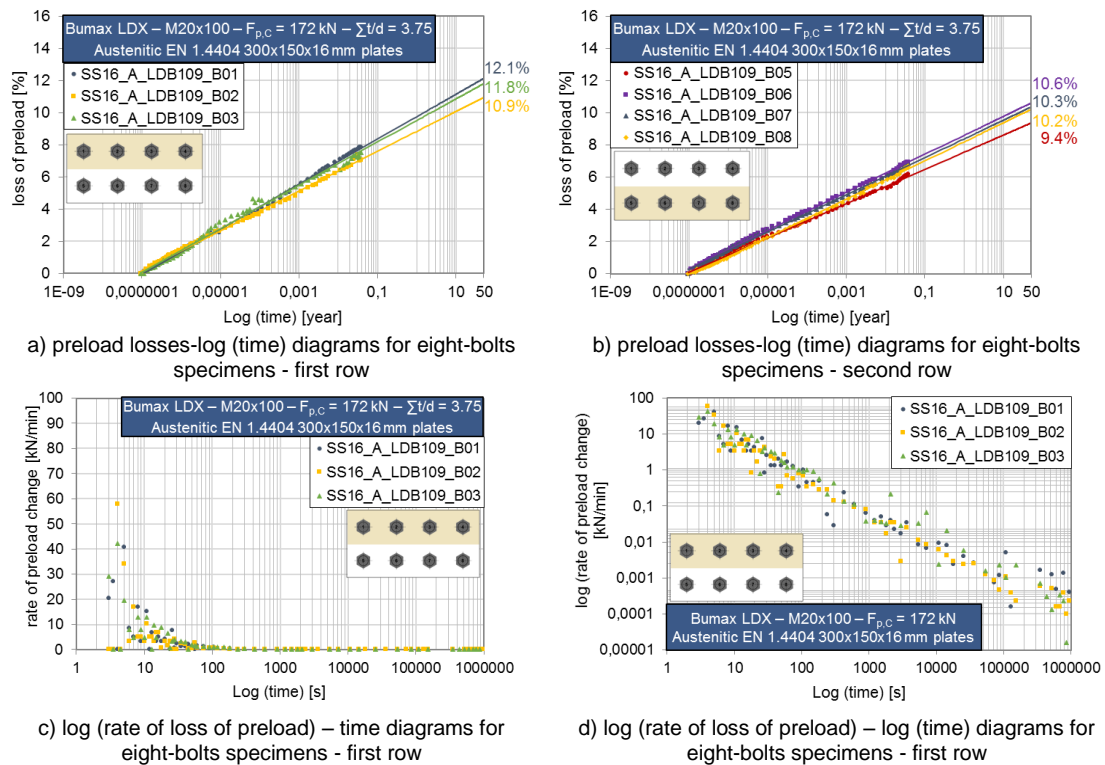 Bumax LDX – M20x100 – Fp,C = 172 kN – ∑t/d = 3.75
Austenitic EN 1.4404 300x150x16 mm plates
SS16_A_LDB109_B01
SS16_A_LDB109_B02
SS16_A_LDB109_B03
12.1%
11.8%
10.9%
loss of preload [%]
16
14
12
10
8
6
4
2
0
1E-09
0,0000001
0,00001
0,001
0,1
10
50
Log (time) [year]
a) preload losses-log (time) diagrams for eight-bolts
specimens - first row
Bumax LDX – M20x100 – Fp,C = 172 kN – ∑t/d = 3.75
Austenitic EN 1.4404 300x150x16 mm plates
SS16_A_LDB109_B05
SS16_A_LDB109_B06
SS16_A_LDB109_B07
SS16_A_LDB109_B08
10.6%
10.3%
10.2%
9.4%
loss of preload [%]
16
14
12
10
8
6
4
2
0
1E-09
0,0000001
0,00001
0,001
0,1
10
50
Log (time) [year]
b) preload losses-log (time) diagrams for eight-bolts
specimens - second row
Bumax LDX – M20x100 – Fp,C = 172 kN – ∑t/d = 3.75
Austenitic EN 1.4404 300x150x16 mm plates
SS16_A_LDB109_B01
SS16_A_LDB109_B02
SS16_A_LDB109_B03
rate of preload change [kN/min]
100
90
80
70
60
50
40
30
20
10
0
1
10
100
1000
10000
100000
1000000
Log (time) [s]
c) log (rate of loss of preload) – time diagrams for
eight-bolts specimens - first row
SS16_A_LDB109_B01
SS16_A_LDB109_B02
SS16_A_LDB109_B03
log (rate of preload change)
[kN/min]
100
10
1
0,1
0,01
0,001
0,0001
0,00001
Bumax LDX – M20x100 – Fp,C = 172 kN
Austenitic EN 1.4404 300x150x16 mm plates
1
10
100
1000
10000
100000
1000000
Log (time) [s]
d) log (rate of loss of preload) – log (time) diagrams for
eight-bolts specimens - first row